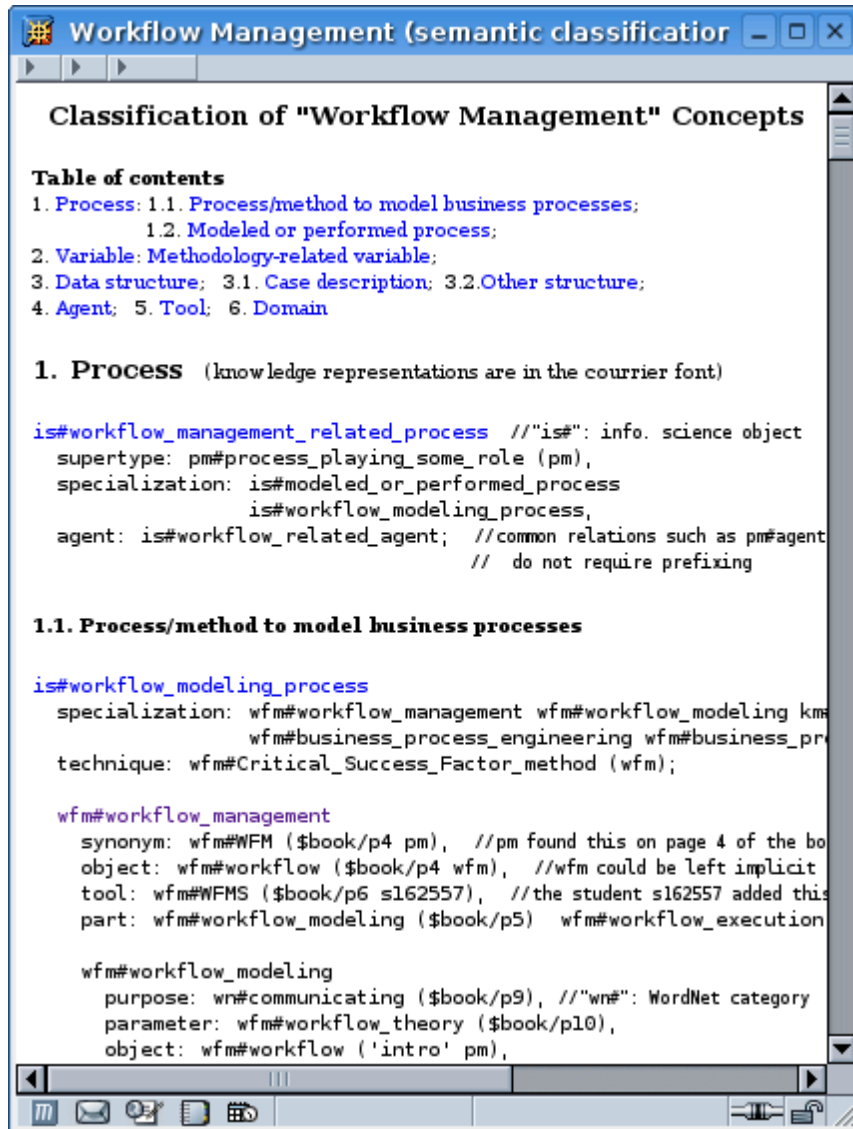 Workflow Management (semantic classification
Classification of "Workflow Management" Concepts
Table of contents
1. Process: 1.1. Process/method to model business processes;
1.2. Modeled or performed process;
2. Variable: Methodology-related variable;
3. Data structure;  3.1. Case description;  3.2.Other structure;
4. Agent;  5. Tool;  6. Domain
1. Process  (knowledge representations are in the courrier font)
is#workflow_management_related_process  //"is#": info. science object
supertype: pm#process_playing_some_role (pm),
specialization: is#modeled_or_performed_process
is#workflow_modeling_process,
agent: is#workflow_related_agent;  //common relations such as pm#agent
//  do not require prefixing
1.1. Process/method to model business processes
is#workflow_modeling_process
specialization: wfm#workflow_management wfm#workflow_modeling km#
wfm#business_process_engineering wfm#business_pro
technique: wfm#Critical_Success_Factor_method (wfm);
wfm#workflow_management
synonym: wfm#WFM ($book/p4 pm),  //pm found this on page 4 of the bo
object: wfm#workflow ($book/p4 wfm),  //wfm could be left implicit
tool: wfm#WFMS ($book/p6 s162557),  //the student s162557 added this
part: wfm#workflow_modeling ($book/p5)  wfm#workflow_execution
wfm#workflow_modeling
purpose: wn#communicating ($book/p9), //"wn#": WordNet category
parameter: wfm#workflow_theory ($book/p10),
object: wfm#workflow ('intro' pm),